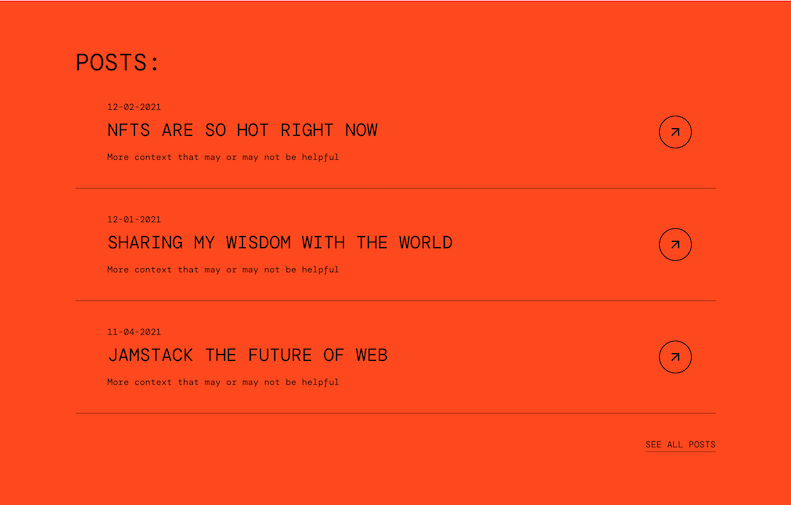 POSTS:
12-02-2021
NFTS ARE SO HOT RIGHT NOW
More context that may or may not be helpful
12-01-2021
SHARING MY WISDOM WITH THE WORLD
More context that may or may not be helpful
11-04-2021
JAMSTACK THE FUTURE OF WEB
More context that may or may not be helpful
SEE ALL POSTS